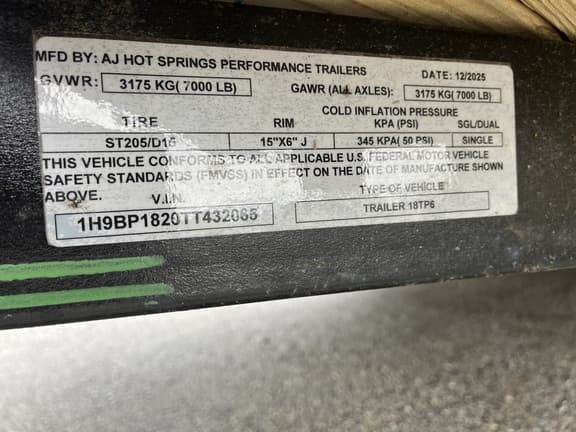 MFD BY: AJ HOT SPRINGS PERFORMANCE TRAILERS DATE: 12/2025
GVWR: 3175 KG( 7000 LB) GAWR (ALL AXLES): 3175 KG( 7000 LB)
COLD INFLATION PRESSURE
TIRE RIM KPA (PSI) SGL/DUAL
ST205/D15 15"X6" J 345 KPA( 50 PSI) SINGLE
THIS VEHICLE CONFORMS TO ALL APPLICABLE U.S. FEDERAL MOTOR VEHICLE
SAFETY STANDARDS (FMVSS) IN EFFECT ON THE DATE OF MANUFACTURE SHOWN
ABOVE. V.I.N. TYPE OF VEHICLE
1H9BP1820TT432065 TRAILER 18TP6